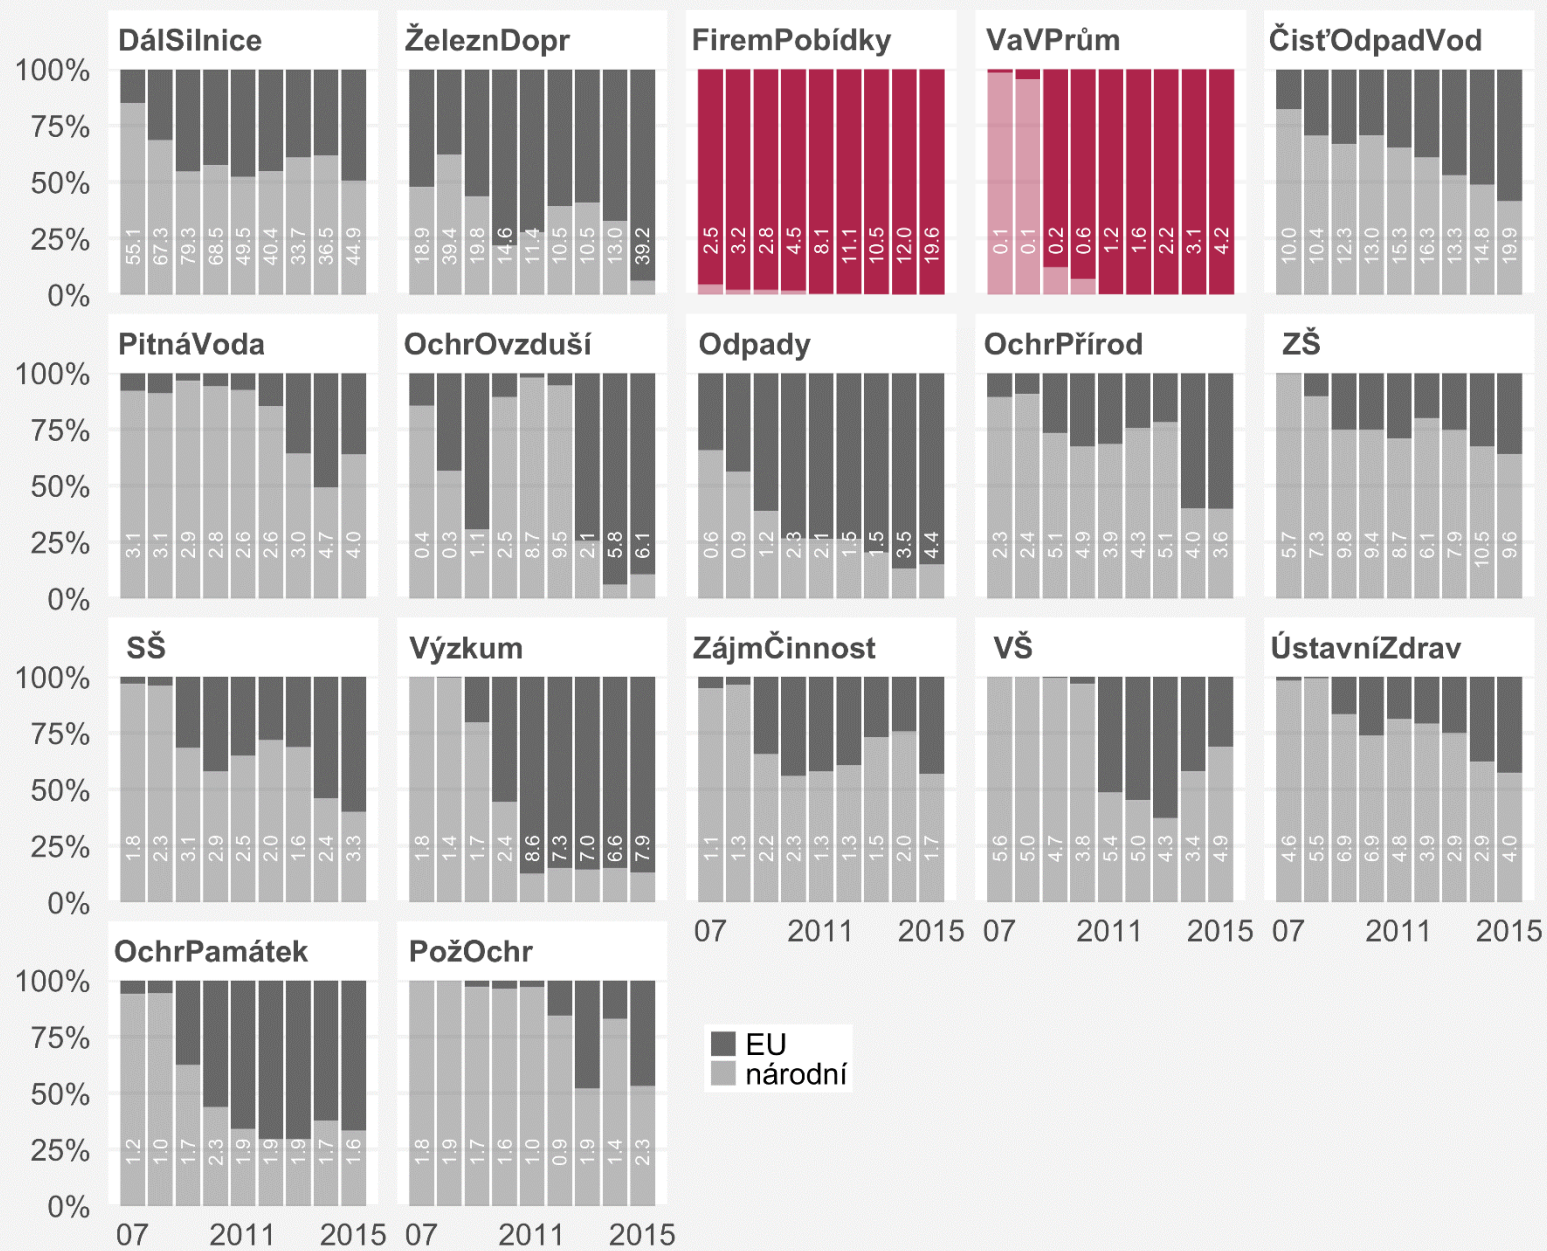 DálSilnice ŽeleznDopr FiremPobídky VaVPrům ČisťOdpadVod
100%
75%
50%
25%
0%
55.1 67.3 79.3 68.5 49.5 40.4 33.7 36.5 44.9
18.9 39.4 19.8 14.6 11.4 10.5 10.5 13.0 39.2
2.5 3.2 2.8 4.5 8.1 11.1 10.5 12.0 19.6
0.1 0.1 0.2 0.6 1.2 1.6 2.2 3.1 4.2
10.0 10.4 12.3 13.0 15.3 16.3 13.3 14.8 19.9
PitnáVoda OchrOvzduší Odpady OchrPřírod ZŠ
100%
75%
50%
25%
0%
3.1 3.1 2.9 2.8 2.6 2.6 3.0 4.7 4.0
0.4 0.3 1.1 2.5 8.7 9.5 2.1 5.8 6.1
0.6 0.9 1.2 2.3 2.1 1.5 1.5 3.5 4.4
2.3 2.4 5.1 4.9 3.9 4.3 5.1 4.0 3.6
5.7 7.3 9.8 9.4 8.7 6.1 7.9 10.5 9.6
SŠ Výzkum ZájmČinnost VŠ ÚstavníZdrav
100%
75%
50%
25%
0%
1.8 2.3 3.1 2.9 2.5 2.0 1.6 2.4 3.3
1.8 1.4 1.7 2.4 8.6 7.3 7.0 6.6 7.9
1.1 1.3 2.2 2.3 1.3 1.3 1.5 2.0 1.7
5.6 5.0 4.7 3.8 5.4 5.0 4.3 3.4 4.9
4.6 5.5 6.9 6.9 4.8 3.9 2.9 2.9 4.0
07 2011 2015 07 2011 2015 07 2011 2015
OchrPamátek PožOchr
100%
75%
50%
25%
0%
1.2 1.0 1.7 2.3 1.9 1.9 1.9 1.7 1.6
1.8 1.9 1.7 1.6 1.0 0.9 1.9 1.4 2.3
07 2011 2015 07 2011 2015
EU
národní